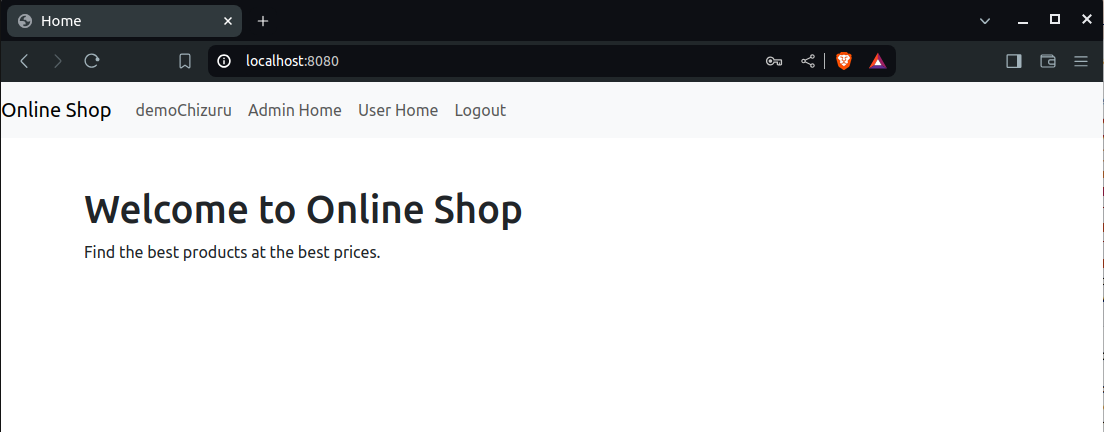 Home
localhost:8080
Online Shop demoChizuru Admin Home User Home Logout
Welcome to Online Shop
Find the best products at the best prices.